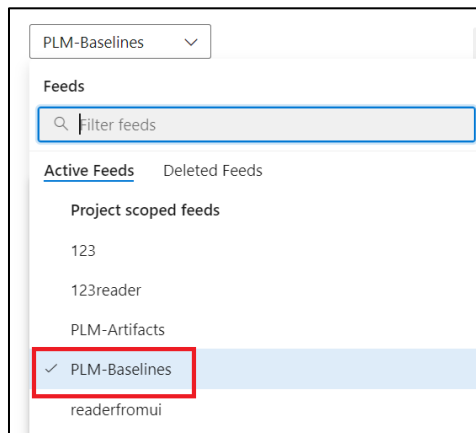 PLM-Baselines
Feeds
Filter feeds
Active Feeds Deleted Feeds
Project scoped feeds
123
123reader
PLM-Artifacts
PLM-Baselines
readerfromui